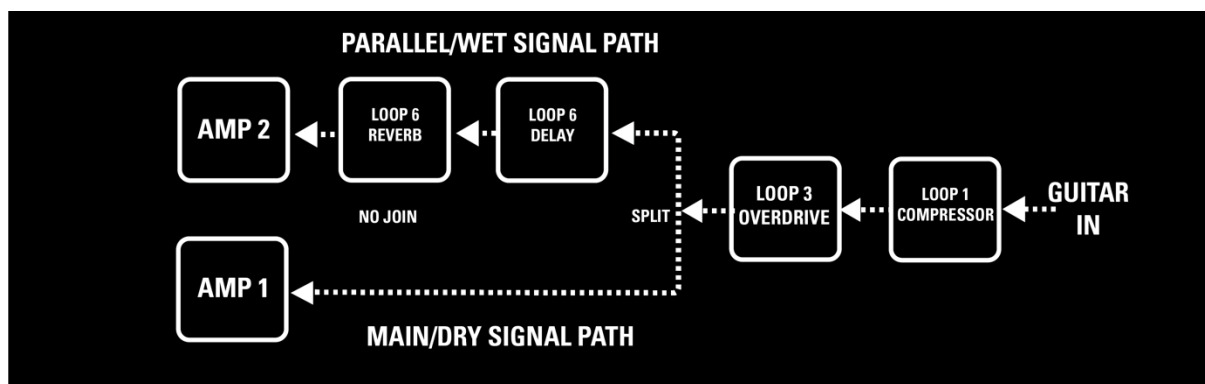 PARALLEL/WET SIGNAL PATH
AMP 2
LOOP 6
REVERB
LOOP 6
DELAY
LOOP 3
OVERDRIVE
LOOP 1
COMPRESSOR
GUITAR
IN
NO JOIN
SPLIT
AMP 1
MAIN/DRY SIGNAL PATH